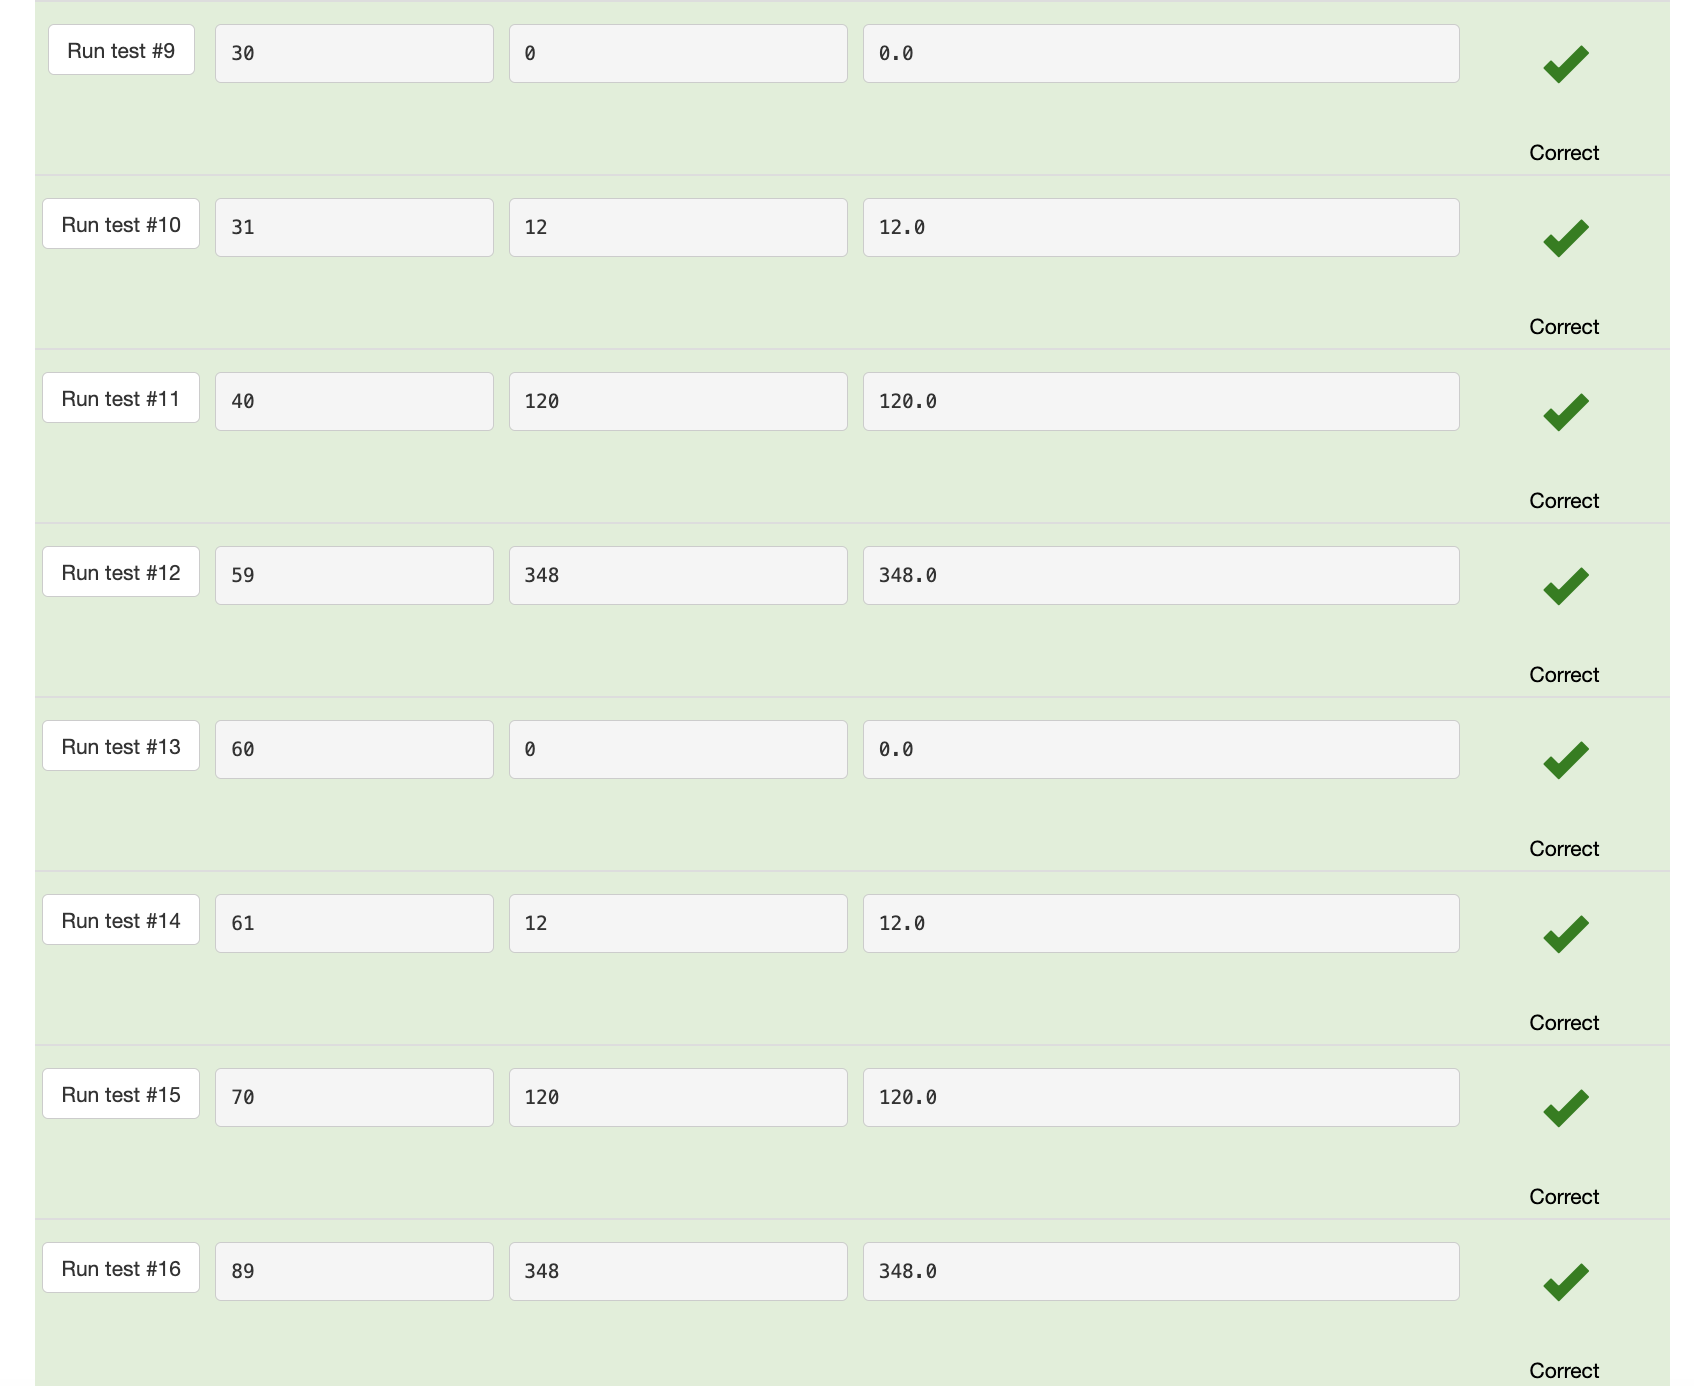 Run test #9 30 0 0.0
Correct
Run test #10 31 12 12.0
Correct
Run test #11 40 120 120.0
Correct
Run test #12 59 348 348.0
Correct
Run test #13 60 0 0.0
Correct
Run test #14 61 12 12.0
Correct
Run test #15 70 120 120.0
Correct
Run test #16 89 348 348.0
Correct